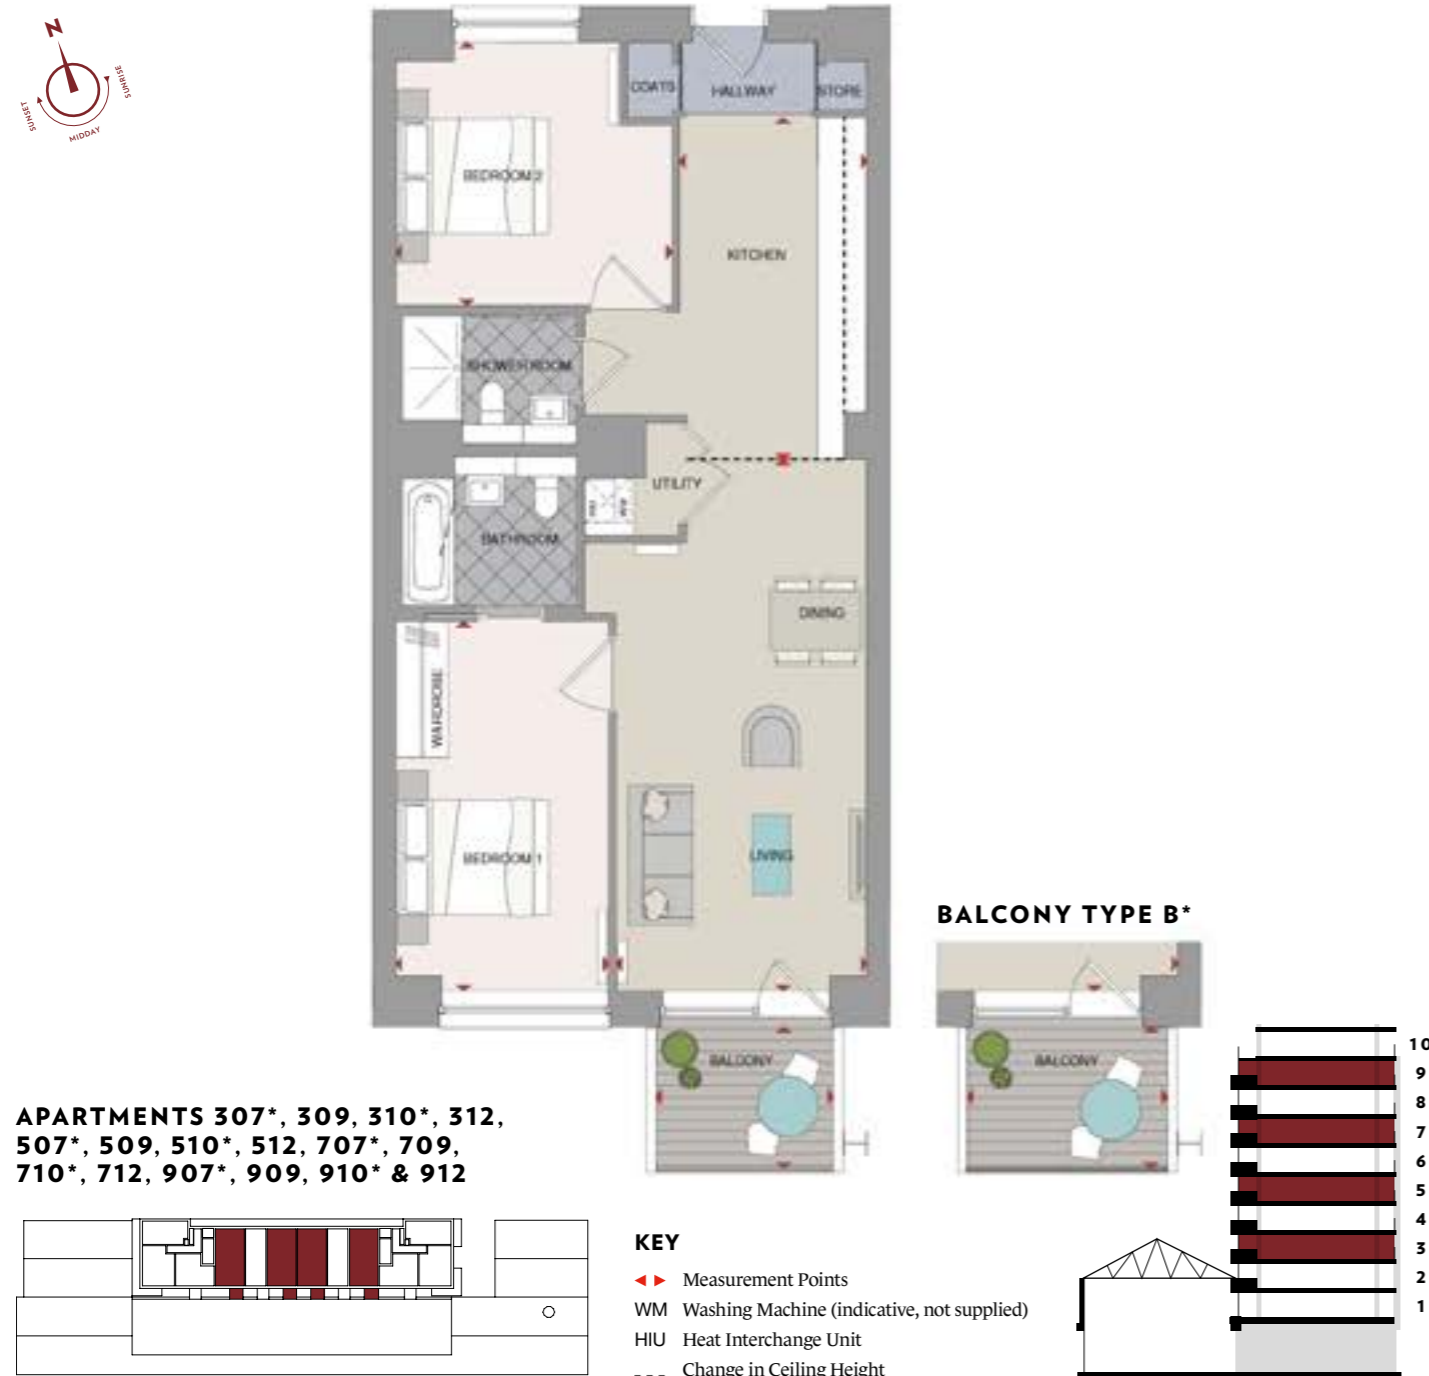 N
SUNSET
SUNRISE
MIDDAY
COATS
HALLWAY
STORE
BEDROOM 2
KITCHEN
SHOWER ROOM
UTILITY
HIU
WM
BATHROOM
DINING
WARDROBE
BEDROOM 1
LIVING
BALCONY
BALCONY TYPE B*
BALCONY
APARTMENTS 307*, 309, 310*, 312,
507*, 509, 510*, 512, 707*, 709,
710*, 712, 907*, 909, 910* & 912
KEY
Measurement Points
WM Washing Machine (indicative, not supplied)
HIU Heat Interchange Unit
--- Change in Ceiling Height
10
9
8
7
6
5
4
3
2
1